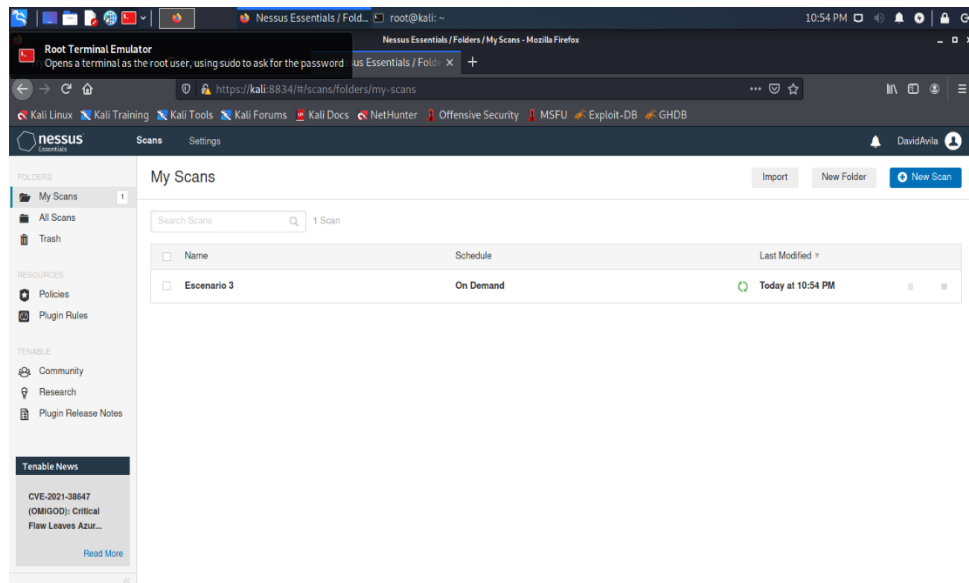 Nessus Essentials / Fold...
root@kali: ~
10:54 PM
Nessus Essentials / Folders / My Scans - Mozilla Firefox
Root Terminal Emulator
Opens a terminal as the root user, using sudo to ask for the password
us Essentials / Folde
https://kali:8834/#/scans/folders/my-scans
Kali Linux
Kali Training
Kali Tools
Kali Forums
Kali Docs
NetHunter
Offensive Security
MSFU
Exploit-DB
GHDB
nessus
Essentials
Scans
Settings
DavidAvila
FOLDERS
My Scans 1
All Scans
Trash
RESOURCES
Policies
Plugin Rules
TENABLE
Community
Research
Plugin Release Notes
Tenable News
CVE-2021-38647
(OMIGOD): Critical
Flaw Leaves Azur...
Read More
My Scans
Import
New Folder
New Scan
Search Scans
1 Scan
Name
Schedule
Last Modified
Escenario 3
On Demand
Today at 10:54 PM